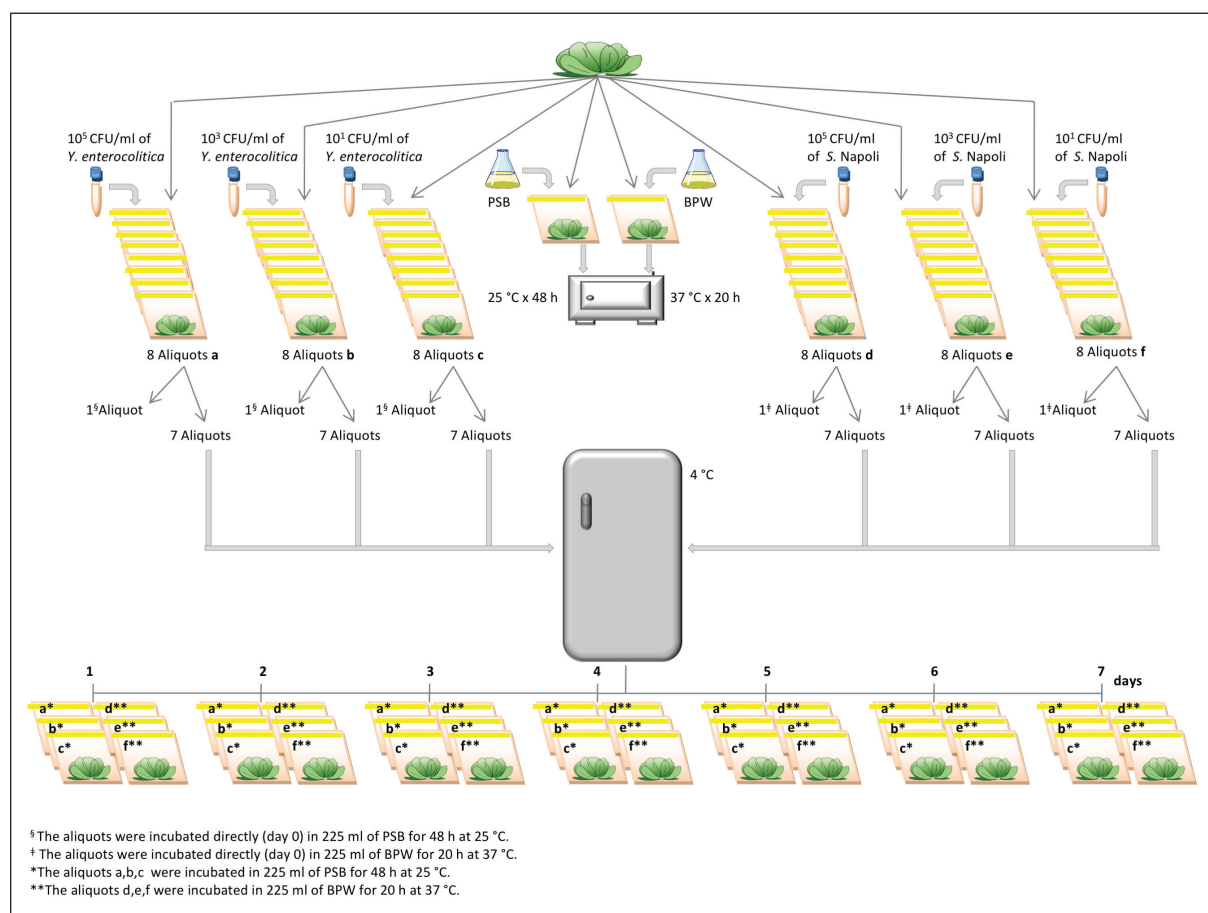 10⁵ CFU/ml of
Y. enterocolitica
10³ CFU/ml of
Y. enterocolitica
10¹ CFU/ml of
Y. enterocolitica
PSB
BPW
10⁵ CFU/ml
of S. Napoli
10³ CFU/ml
of S. Napoli
10¹ CFU/ml
of S. Napoli
25 °C x 48 h
37 °C x 20 h
8 Aliquots a
8 Aliquots b
8 Aliquots c
8 Aliquots d
8 Aliquots e
8 Aliquots f
1§Aliquot
1§ Aliquot
1§ Aliquot
1‡ Aliquot
1‡ Aliquot
1‡Aliquot
7 Aliquots
7 Aliquots
7 Aliquots
7 Aliquots
7 Aliquots
7 Aliquots
4 °C
1 2 3 4 5 6 7 days
a* d** a* d** a* d** a* d** a* d** a* d** a* d**
b* e** b* e** b* e** b* e** b* e** b* e** b* e**
c* f** c* f** c* f** c* f** c* f** c* f** c* f**
§ The aliquots were incubated directly (day 0) in 225 ml of PSB for 48 h at 25 °C.
‡ The aliquots were incubated directly (day 0) in 225 ml of BPW for 20 h at 37 °C.
*The aliquots a,b,c were incubated in 225 ml of PSB for 48 h at 25 °C.
**The aliquots d,e,f were incubated in 225 ml of BPW for 20 h at 37 °C.